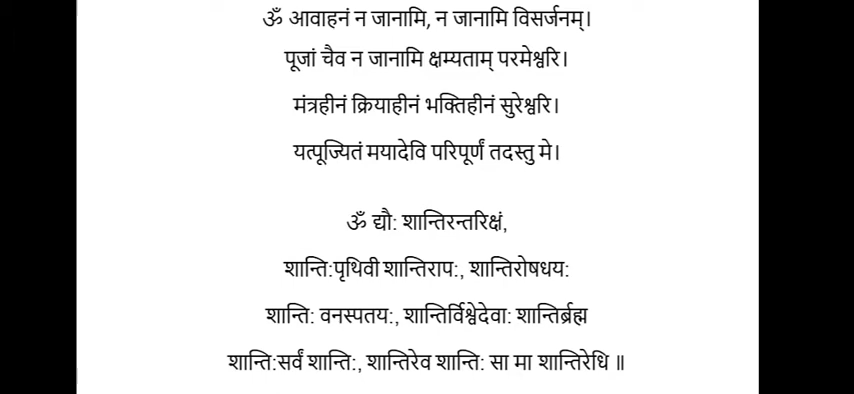 ॐ आवाहनं न जानामि, न जानामि विसर्जनम्।
पूजां चैव न जानामि क्षम्यताम् परमेश्वरि।
मंत्रहीनं क्रियाहीनं भक्तिहीनं सुरेश्वरि।
यत्पूज्यितं मयादेवि परिपूर्णं तदस्तु मे।
ॐ द्यौ: शान्तिरन्तरिक्षं,
शान्ति:पृथिवी शान्तिराप:, शान्तिरोषधय:
शान्ति: वनस्पतय:, शान्तिर्विश्वेदेवा: शान्तिर्ब्रह्म
शान्ति:सर्वं शान्ति:, शान्तिरेव शान्ति: सा मा शान्तिरेधि ॥